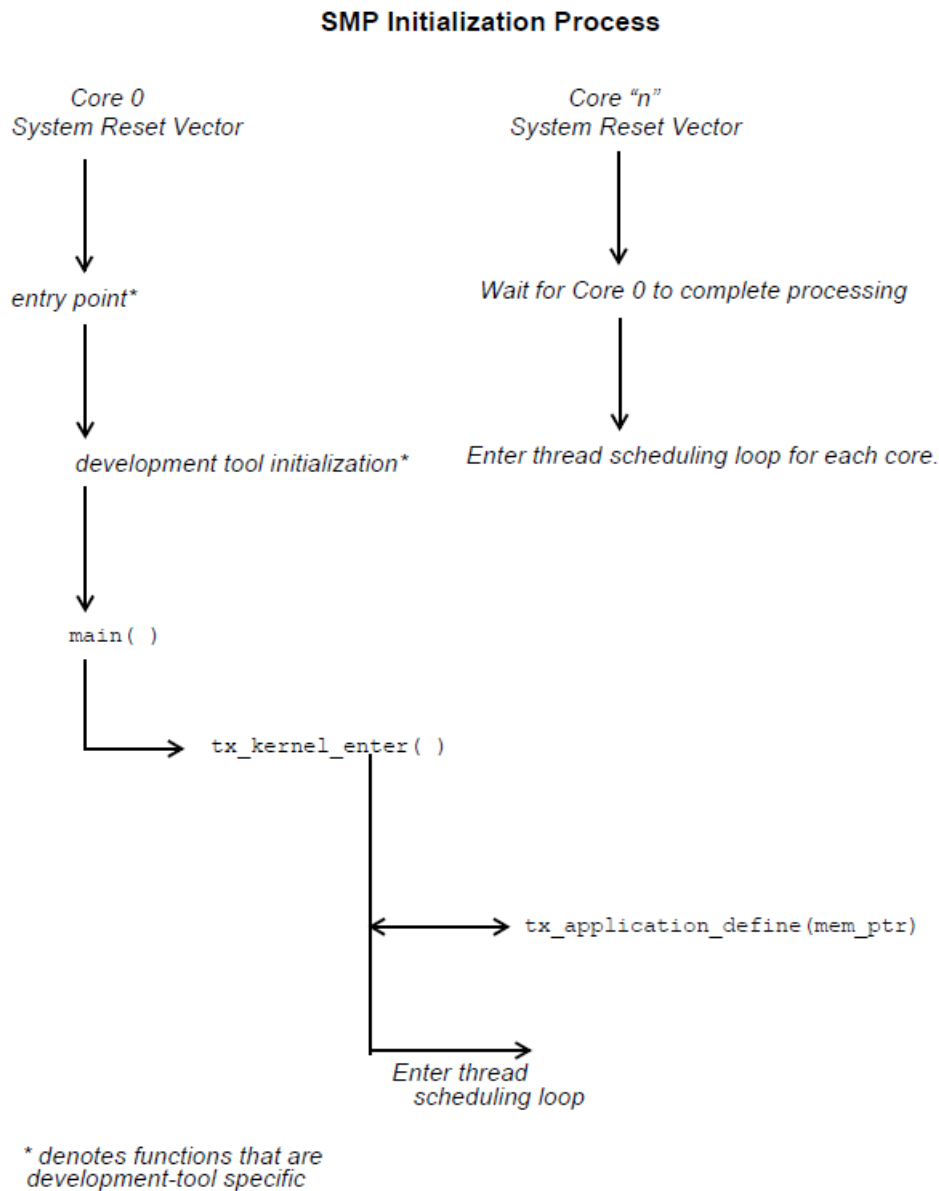 SMP Initialization Process
Core 0
System Reset Vector
Core “n”
System Reset Vector
entry point*
Wait for Core 0 to complete processing
development tool initialization*
Enter thread scheduling loop for each core.
main( )
tx_kernel_enter( )
tx_application_define(mem_ptr)
Enter thread
scheduling loop
* denotes functions that are
development-tool specific